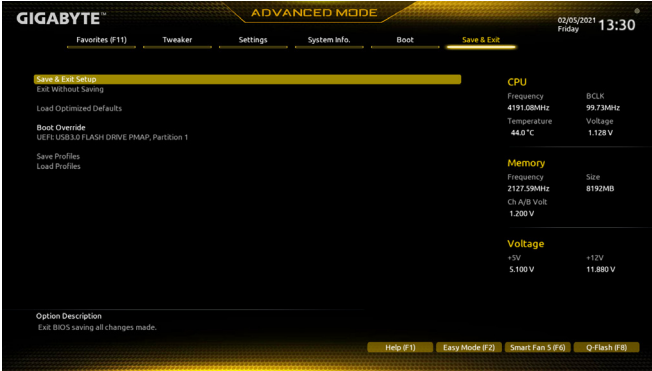 GIGABYTE™
ADVANCED MODE
02/05/2021 Friday 13:30
Favorites (F11) Tweaker Settings System Info. Boot Save & Exit
Save & Exit Setup
Exit Without Saving
Load Optimized Defaults
Boot Override
UEFI: USB3.0 FLASH DRIVE PMAP, Partition 1
Save Profiles
Load Profiles
CPU
Frequency BCLK
4191.08MHz 99.73MHz
Temperature Voltage
44.0 °C 1.128 V
Memory
Frequency Size
2127.59MHz 8192MB
Ch A/B Volt
1.200 V
Voltage
+5V +12V
5.100 V 11.880 V
Option Description
Exit BIOS saving all changes made.
Help (F1) Easy Mode (F2) Smart Fan 5 (F6) Q-Flash (F8)